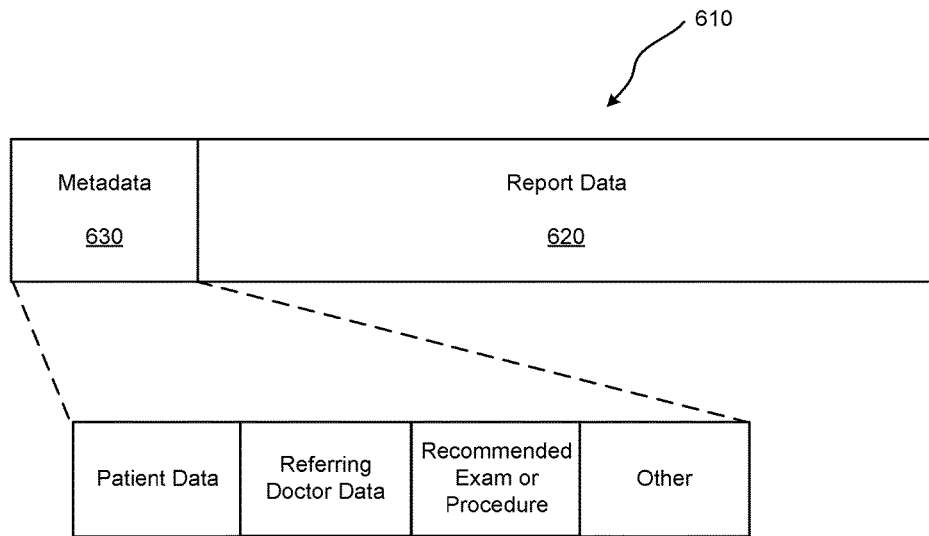 610
Metadata
Report Data
630
620
Patient Data
Referring
Doctor Data
Recommended
Exam or
Procedure
Other